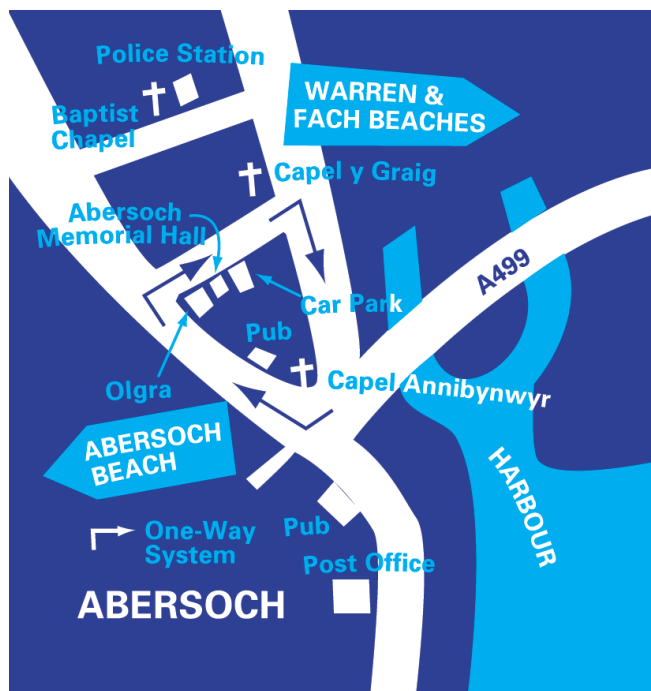 Police Station
WARREN &
FACH BEACHES
Baptist
Chapel
Capel y Graig
Abersoch
Memorial Hall
A499
Car Park
Pub
Olgra
Capel Annibynwyr
ABERSOCH
BEACH
HARBOUR
One-Way
System
Pub
Post Office
ABERSOCH